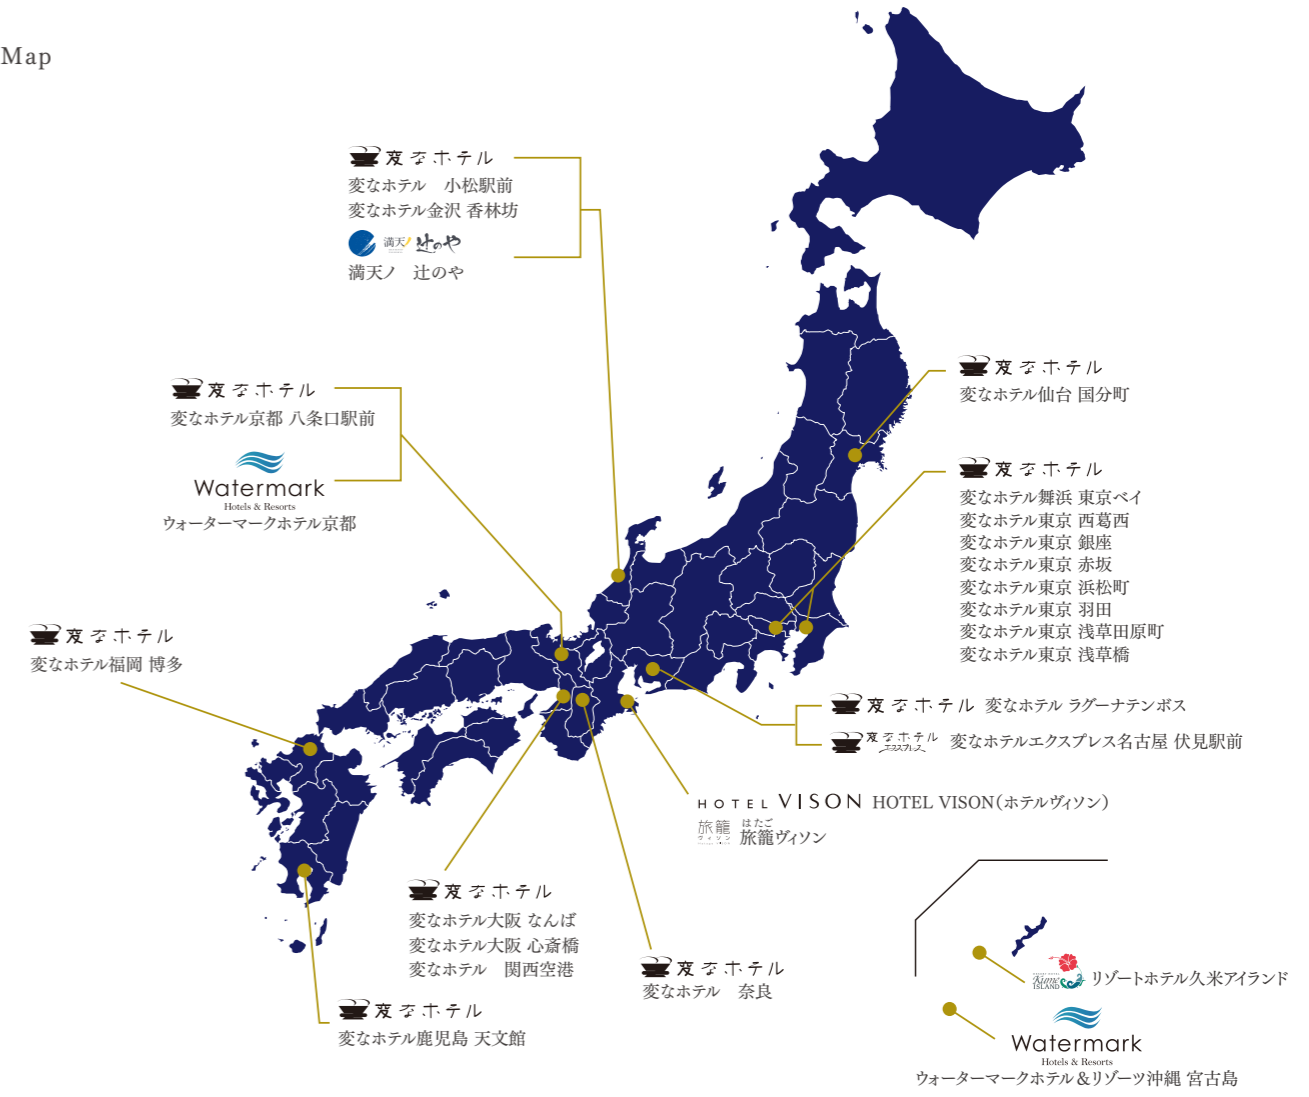 Map
変なホテル
変なホテル　小松駅前
変なホテル金沢 香林坊
満天ノ 辻のや
満天ノ　辻のや
変なホテル
変なホテル京都 八条口駅前
Watermark
Hotels & Resorts
ウォーターマークホテル京都
変なホテル
変なホテル福岡 博多
変なホテル
変なホテル仙台 国分町
変なホテル
変なホテル舞浜 東京ベイ
変なホテル東京 西葛西
変なホテル東京 銀座
変なホテル東京 赤坂
変なホテル東京 浜松町
変なホテル東京 羽田
変なホテル東京 浅草田原町
変なホテル東京 浅草橋
変なホテル 変なホテル ラグーナテンボス
変なホテル エクスプレス 変なホテルエクスプレス名古屋 伏見駅前
HOTEL VISON HOTEL VISON（ホテルヴィソン）
はたご
旅籠 ヴィソン 旅籠ヴィソン
変なホテル
変なホテル大阪 なんば
変なホテル大阪 心斎橋
変なホテル　関西空港
変なホテル
変なホテル　奈良
変なホテル
変なホテル鹿児島 天文館
Kume
ISLAND
リゾートホテル久米アイランド
Watermark
Hotels & Resorts
ウォーターマークホテル＆リゾーツ沖縄 宮古島